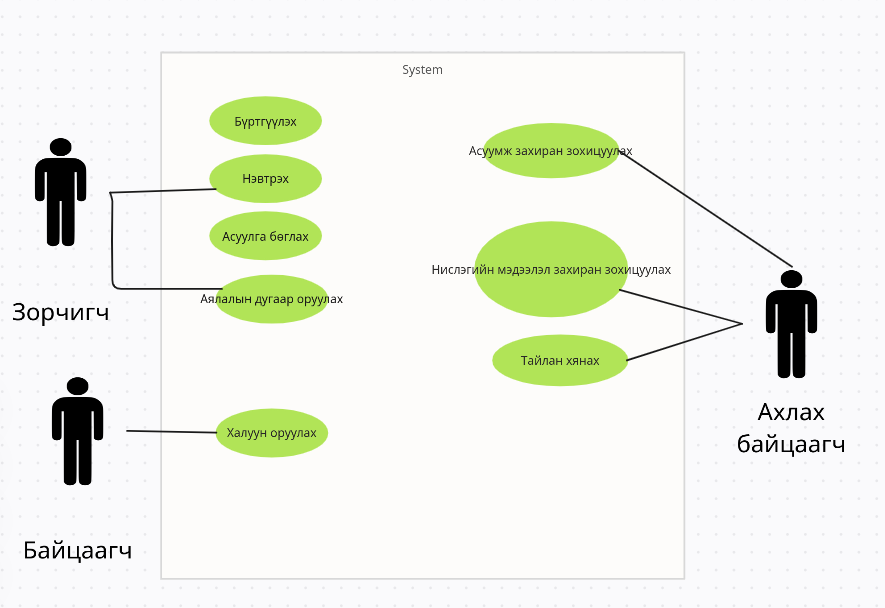 System
Бүртгүүлэх
Нэвтрэх
Асуулга бөглах
Аялалын дугаар оруулах
Халуун оруулах
Асуумж захиран зохицуулах
Нислэгийн мэдээлэл захиран зохицуулах
Тайлан хянах
Зорчигч
Байцаагч
Ахлах
байцаагч